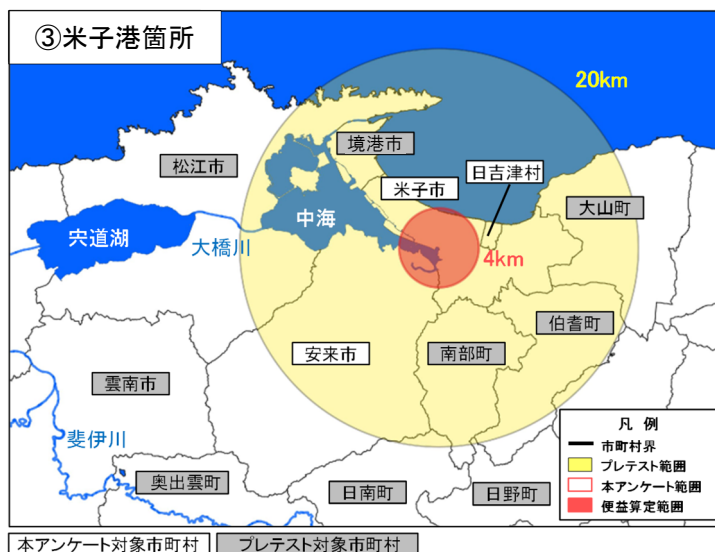 ③米子港箇所
20km
境港市
松江市
日吉津村
米子市
大山町
宍道湖
中海
大橋川
4km
伯耆町
安来市
南部町
雲南市
斐伊川
奥出雲町
日南町
日野町
凡 例
市町村界
プレテスト範囲
本アンケート範囲
便益算定範囲
本アンケート対象市町村
プレテスト対象市町村